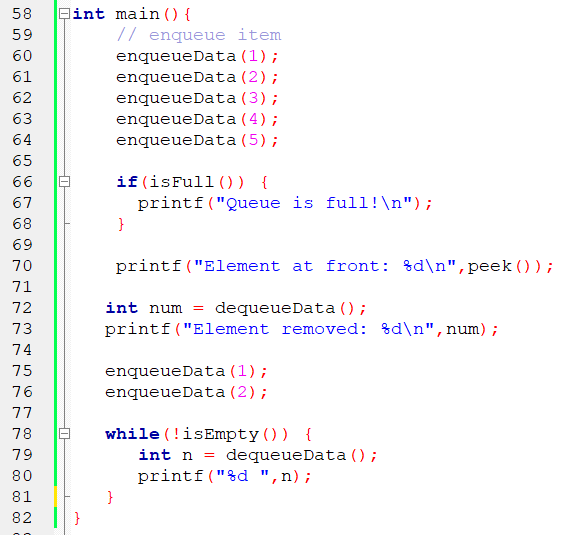 58 int main(){
59 // enqueue item
60 enqueueData(1);
61 enqueueData(2);
62 enqueueData(3);
63 enqueueData(4);
64 enqueueData(5);
65
66 if(isFull()) {
67 printf("Queue is full!\n");
68 }
69
70 printf("Element at front: %d\n",peek());
71
72 int num = dequeueData();
73 printf("Element removed: %d\n",num);
74
75 enqueueData(1);
76 enqueueData(2);
77
78 while(!isEmpty()) {
79 int n = dequeueData();
80 printf("%d ",n);
81 }
82 }